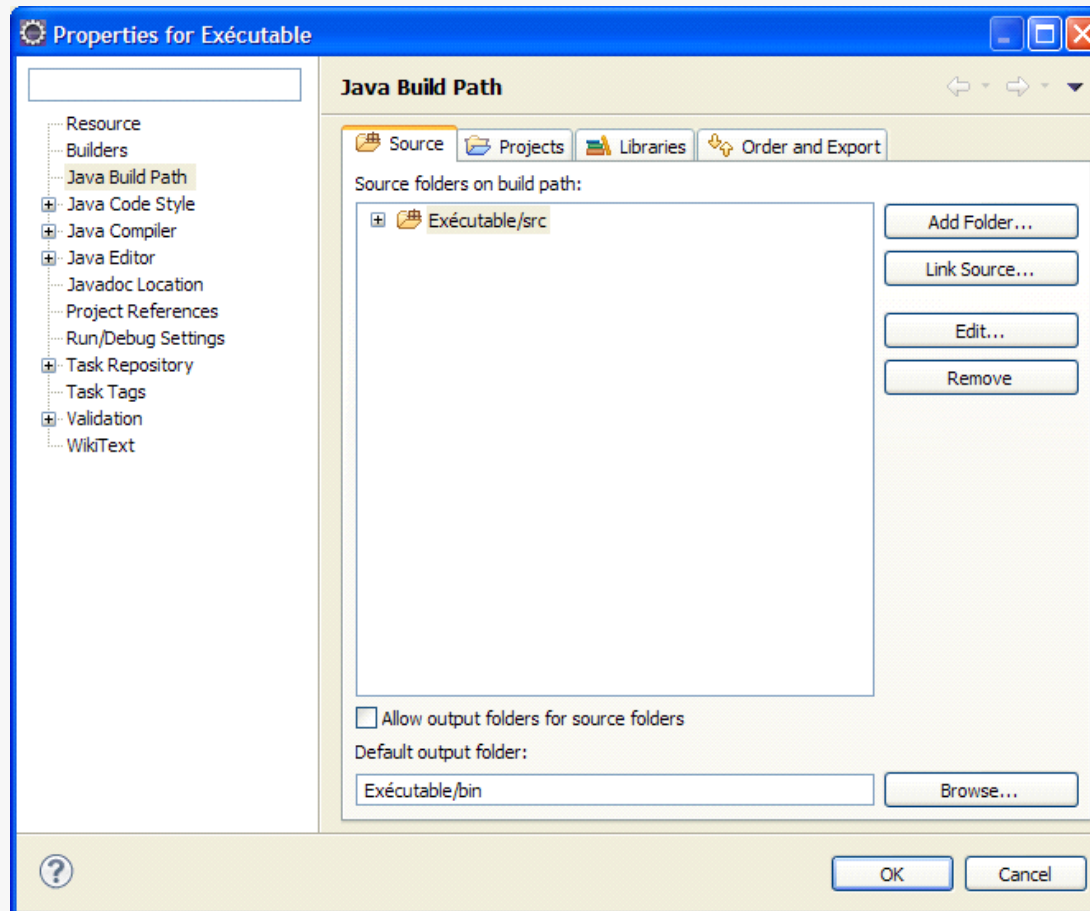 Properties for Exécutable
Java Build Path
Resource
Builders
Java Build Path
Java Code Style
Java Compiler
Java Editor
Javadoc Location
Project References
Run/Debug Settings
Task Repository
Task Tags
Validation
WikiText
Source Projects Libraries Order and Export
Source folders on build path:
Exécutable/src
Add Folder...
Link Source...
Edit...
Remove
Allow output folders for source folders
Default output folder:
Exécutable/bin Browse...
? OK Cancel